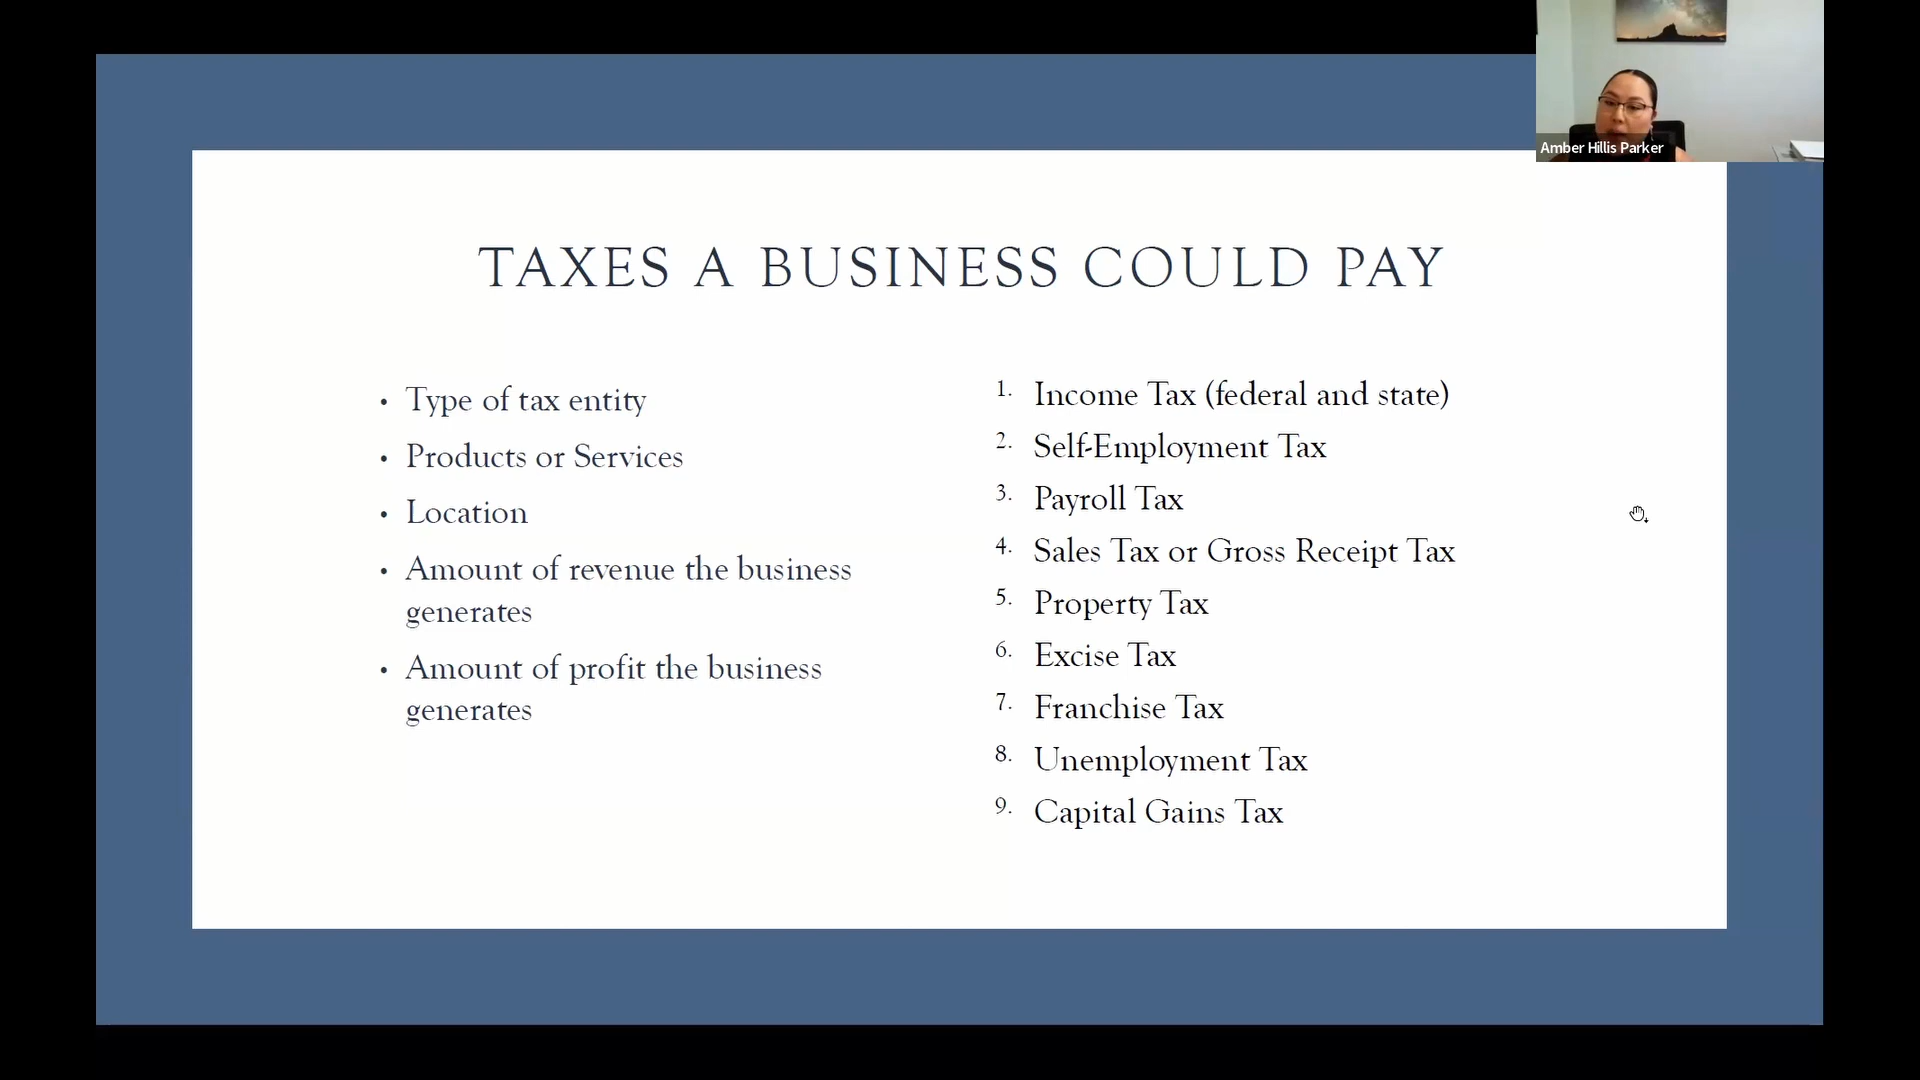 Amber Hillis Parker
TAXES A BUSINESS COULD PAY
• Type of tax entity
• Products or Services
• Location
• Amount of revenue the business
generates
• Amount of profit the business
generates
1. Income Tax (federal and state)
2. Self-Employment Tax
3. Payroll Tax
4. Sales Tax or Gross Receipt Tax
5. Property Tax
6. Excise Tax
7. Franchise Tax
8. Unemployment Tax
9. Capital Gains Tax